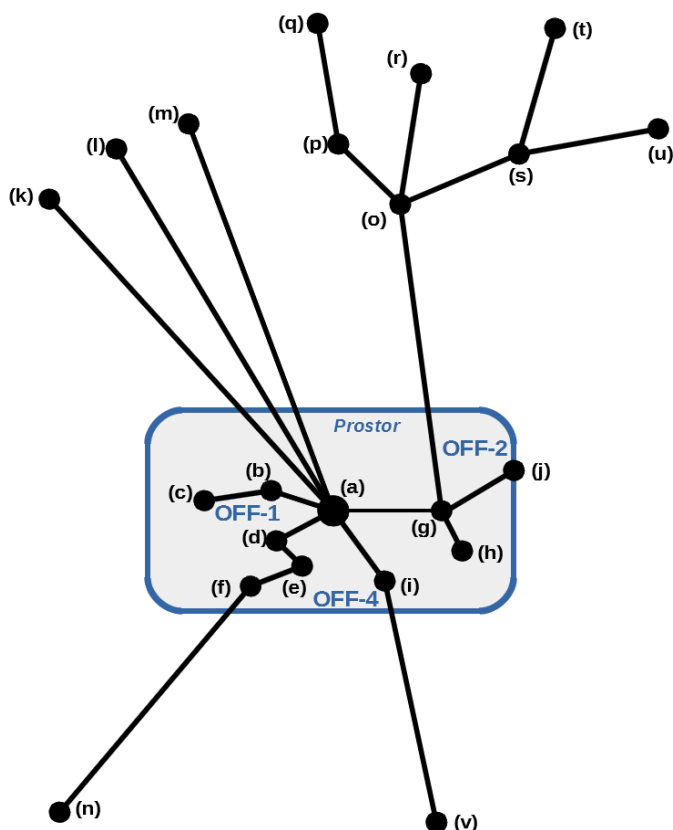 (q)
(t)
(r)
(m)
(l)
(p)
(u)
(s)
(k)
(o)
Prostor
OFF-2
(b)
(a)
(j)
(c)
OFF-1
(g)
(d)
(h)
(f)
(e)
(i)
OFF-4
(n)
(v)